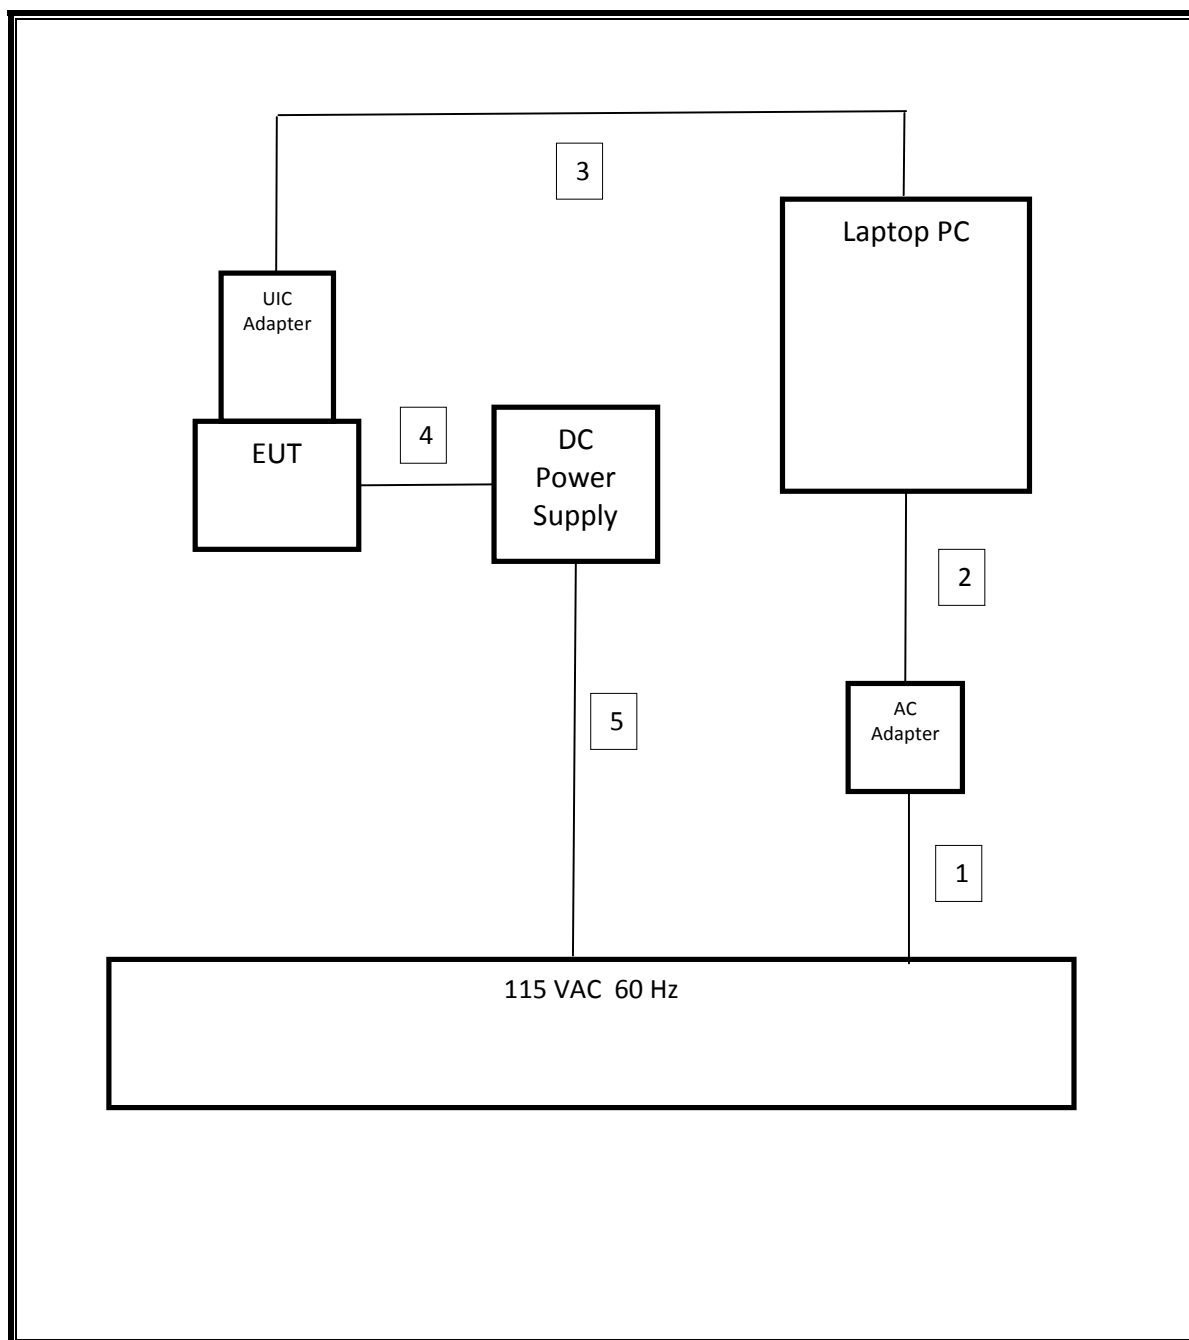 3
Laptop PC
UIC
Adapter
4
EUT
DC
Power
Supply
2
5
AC
Adapter
1
115 VAC  60 Hz